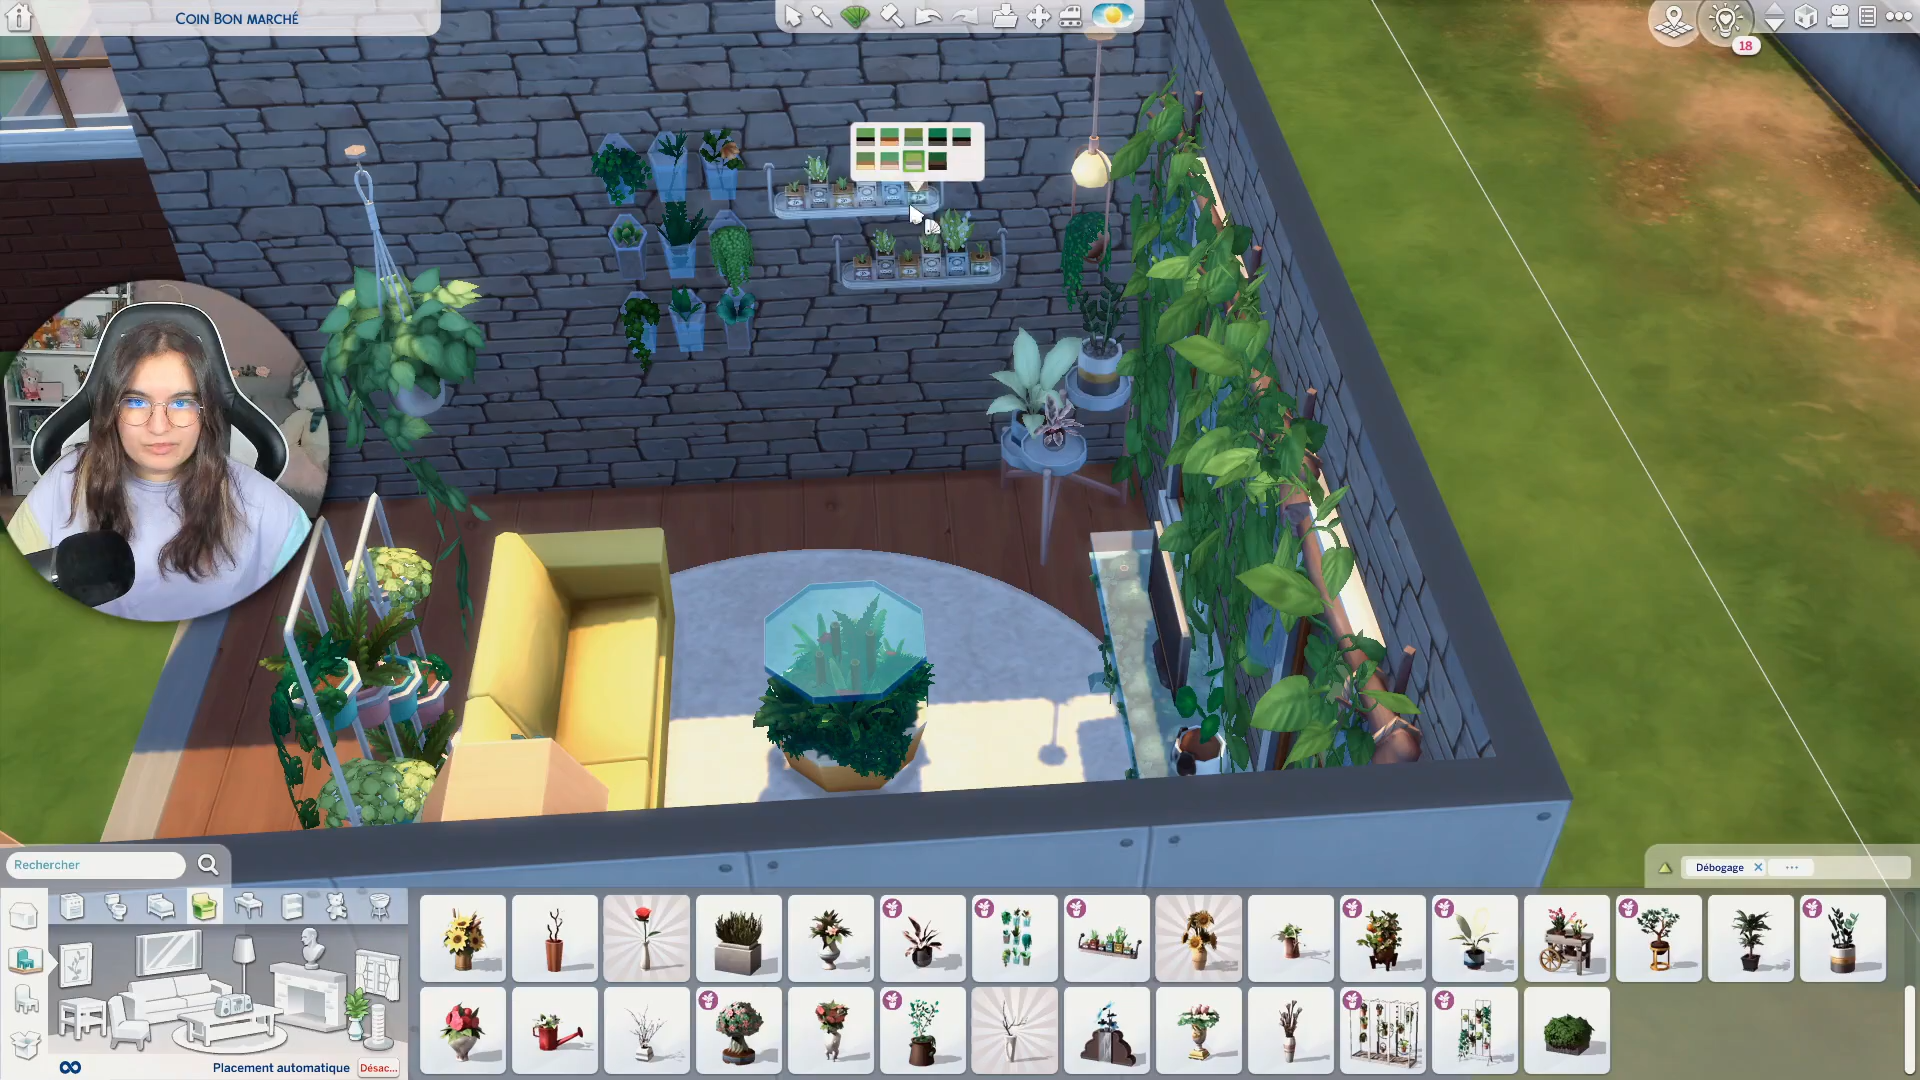 COIN BON MARCHÉ
18
Rechercher
Débogage
Placement automatique
Désac...